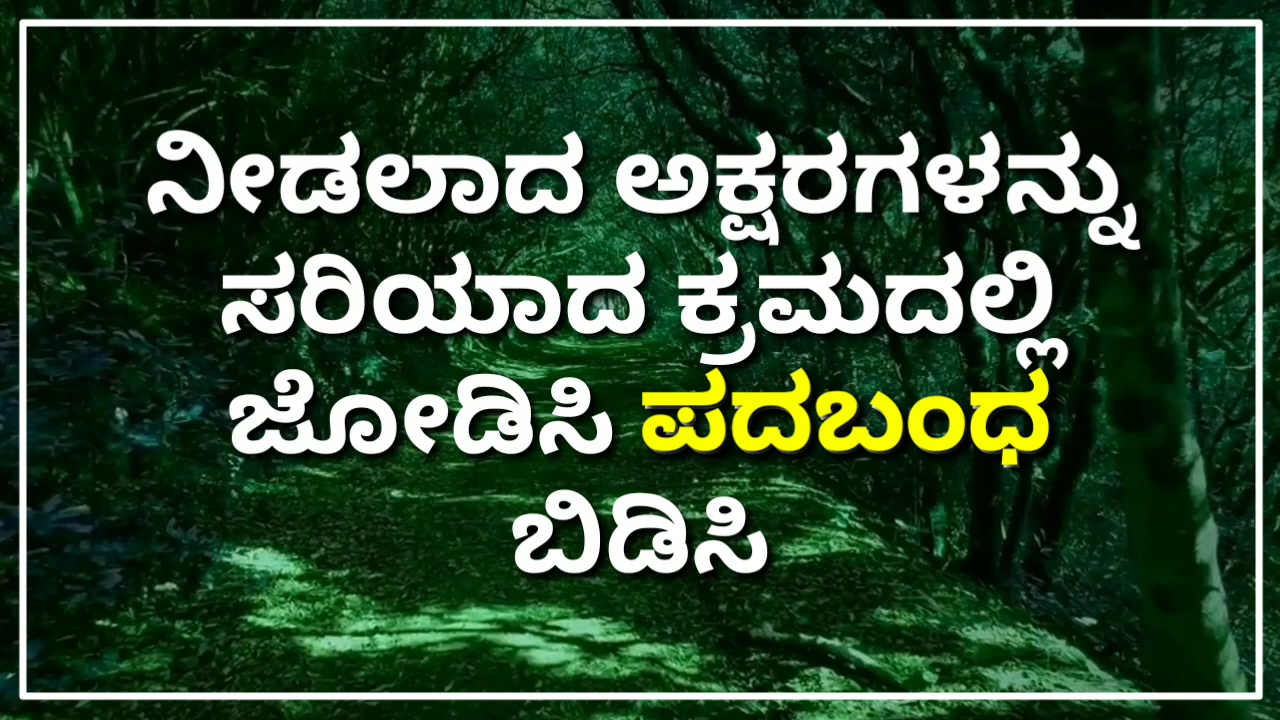 ನೀಡಲಾದ ಅಕ್ಷರಗಳನ್ನು
ಸರಿಯಾದ ಕ್ರಮದಲ್ಲಿ
ಜೋಡಿಸಿ ಪದಬಂಧ
ಬಿಡಿಸಿ